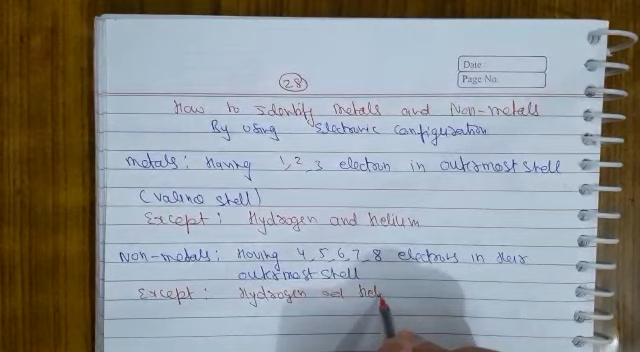 Date
Page No.
28
How to Identify Metals and Non-metals
By using Electronic Configuration
Metals: Having 1, 2, 3 electron in outermost shell
(Valence shell)
Except: Hydrogen and Helium
Non-metals: Having 4, 5, 6, 7, 8 electrons in their
outermost shell
Except: Hydrogen and hel